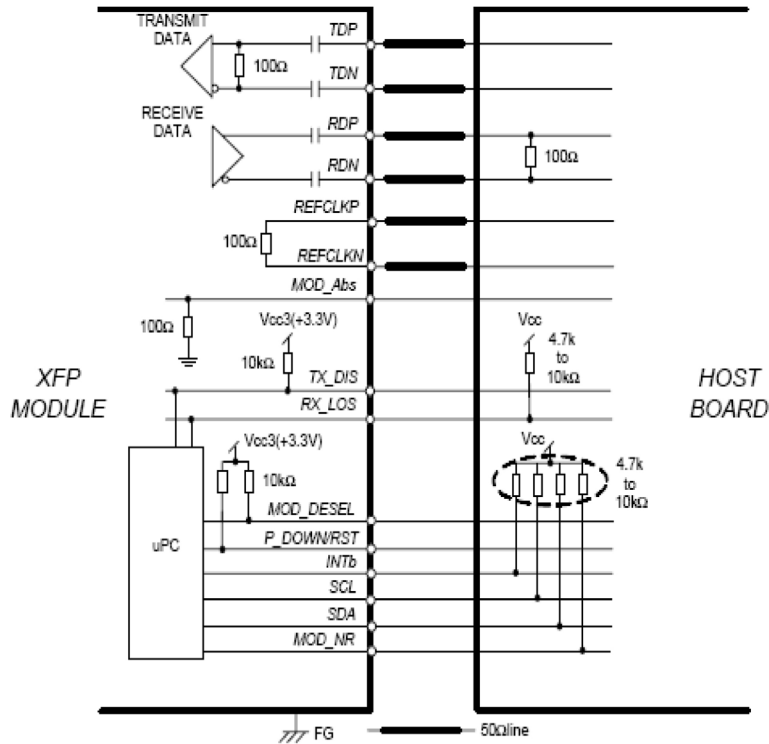 TRANSMIT
DATA
TDP
100Ω
TDN
RECEIVE
DATA
RDP
100Ω
RDN
REFCLKP
100Ω
REFCLKN
MOD_Abs
100Ω
Vcc3(+3.3V)
10kΩ
TX_DIS
RX_LOS
Vcc
4.7k
to
10kΩ
XFP
MODULE
HOST
BOARD
Vcc3(+3.3V)
10kΩ
MOD_DESEL
P_DOWN/RST
INTb
SCL
SDA
MOD_NR
uPC
Vcc
4.7k
to
10kΩ
FG
50Ωline